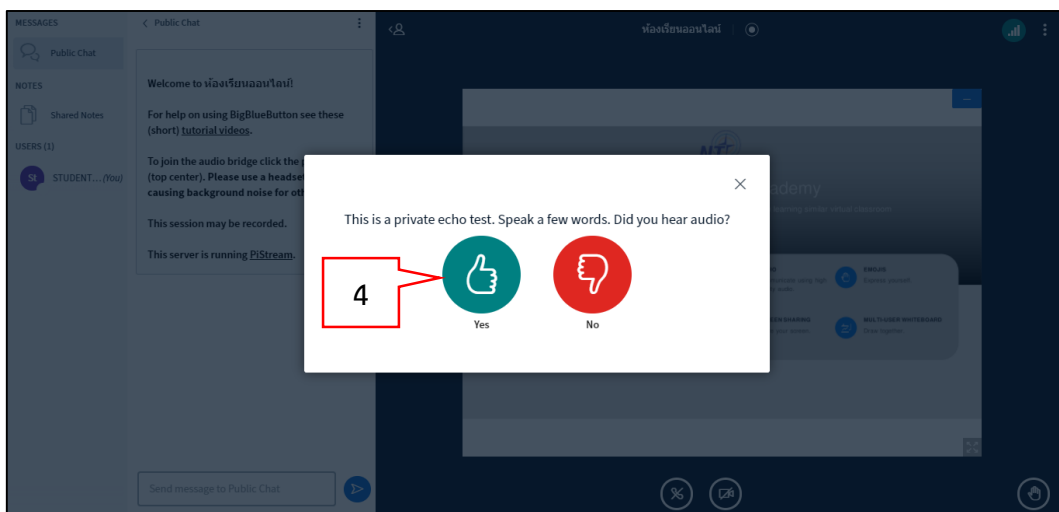 MESSAGES
Public Chat
NOTES
Shared Notes
USERS (1)
St
STUDENT... (You)
Public Chat
Welcome to ห้องเรียนออนไลน์!
For help on using BigBlueButton see these
(short) tutorial videos.
To join the audio bridge click the
(top center). Please use a headset
causing background noise for
This session may be recorded.
This server is running PiStream.
Send message to Public Chat
ห้องเรียนออนไลน์
This is a private echo test. Speak a few words. Did you hear audio?
4
Yes
No
EMOJIS
Express yourself.
MULTI-USER WHITEBOARD
Draw together.